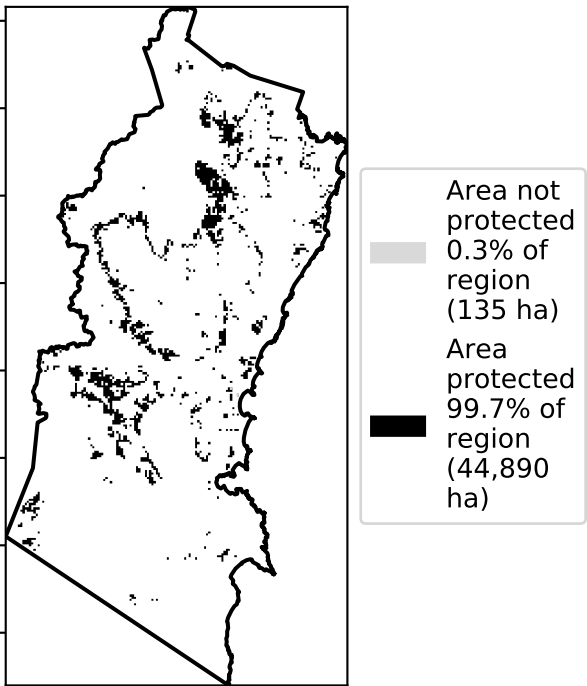 Area not
protected
0.3% of
region
(135 ha)
Area
protected
99.7% of
region
(44,890
ha)